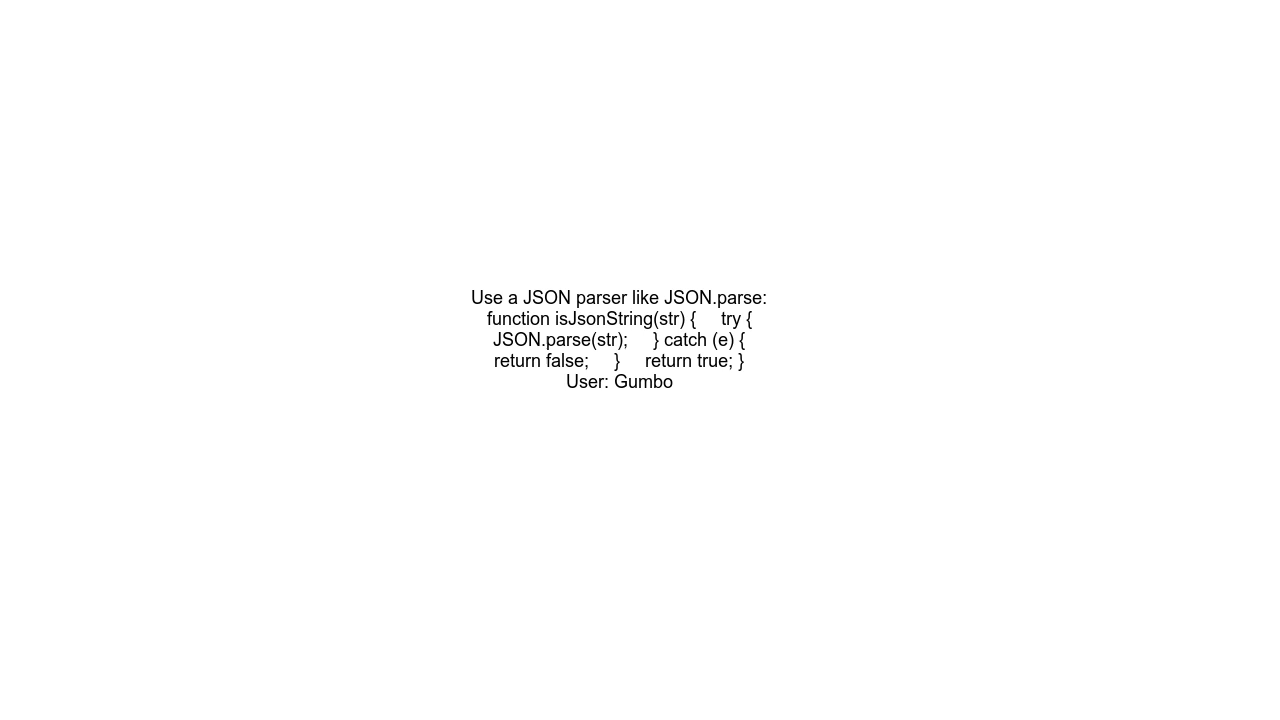 Use a JSON parser like JSON.parse:
function isJsonString(str) {     try {
JSON.parse(str);     } catch (e) {
return false;     }     return true; }
User: Gumbo